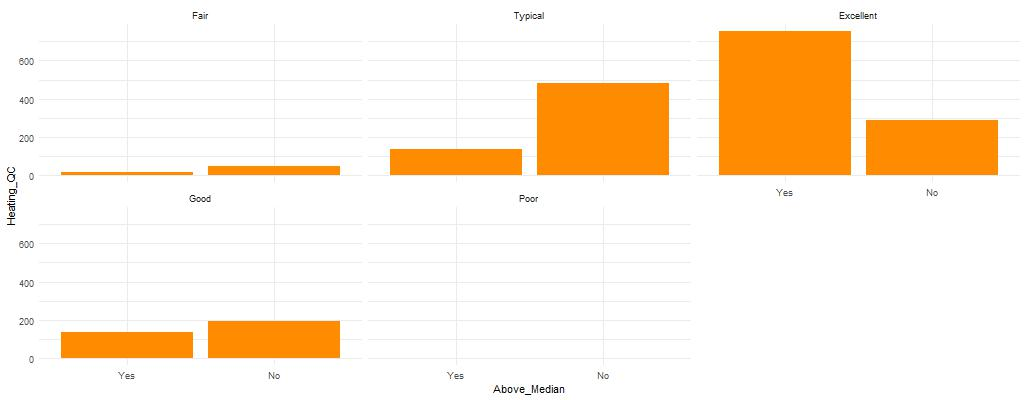 Fair
Typical
Excellent
600
400
200
0
Yes
No
Heating_QC
Good
Poor
600
400
200
0
Yes
No
Yes
No
Above_Median